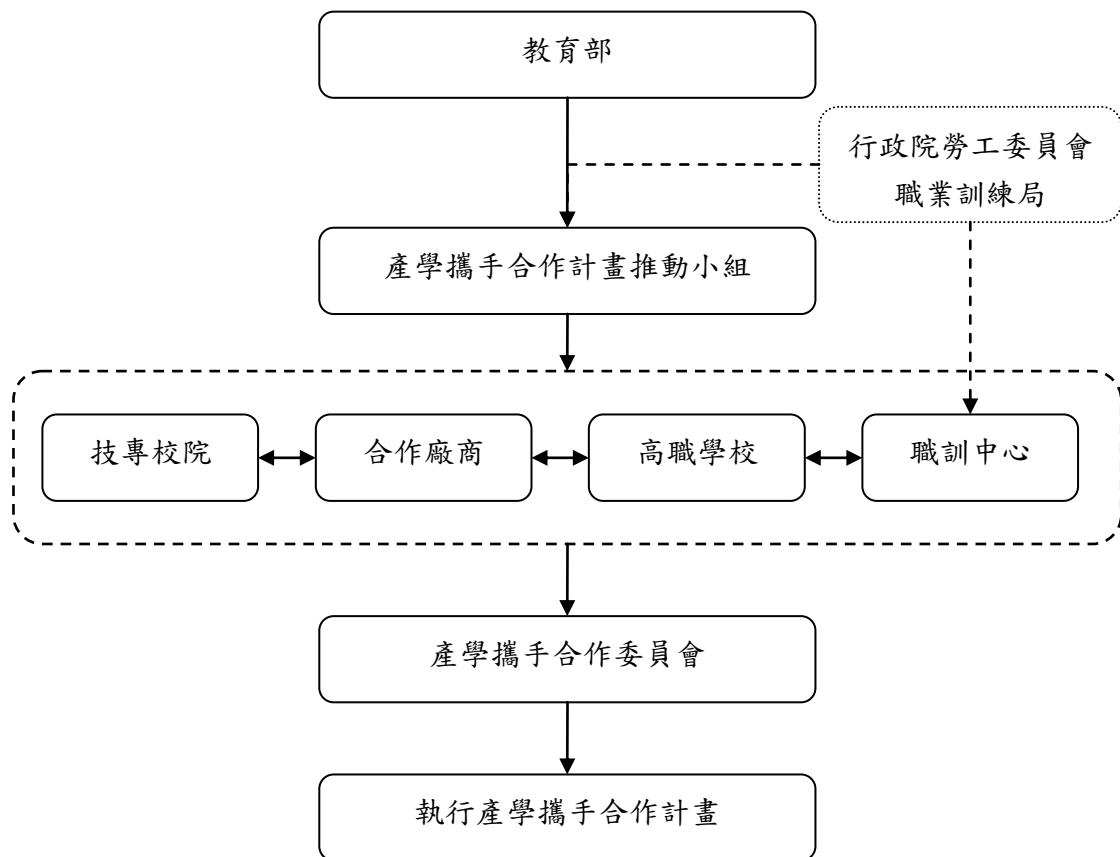 教育部
行政院勞工委員會
職業訓練局
產學攜手合作計畫推動小組
技專校院
合作廠商
高職學校
職訓中心
產學攜手合作委員會
執行產學攜手合作計畫